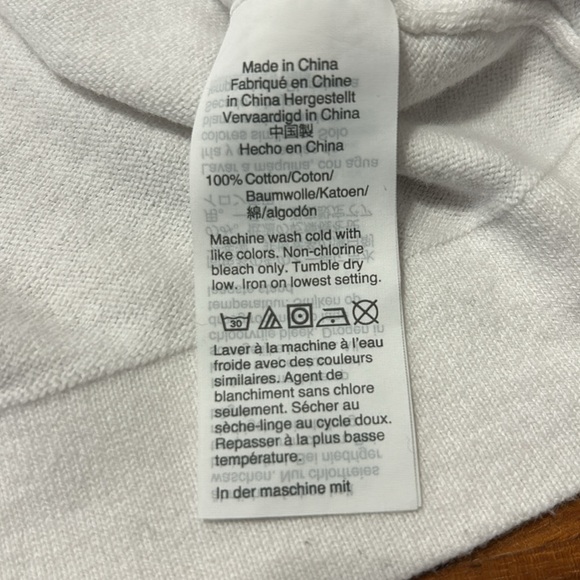 Made in China
Fabriqué en Chine
in China Hergestellt
Vervaardigd in China
中国製
Hecho en China
100% Cotton/Coton/
Baumwolle/Katoen/
綿/algodón
Machine wash cold with
like colors. Non-chlorine
bleach only. Tumble dry
low. Iron on lowest setting.
30
Laver à la machine à l'eau
froide avec des couleurs
similaires. Agent de
blanchiment sans chlore
seulement. Sécher au
sèche-linge au cycle doux.
Repasser à la plus basse
température.
In der maschine mit